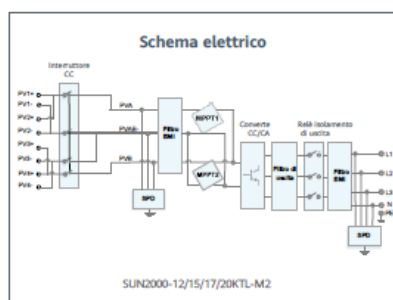 Schema elettrico
Interruttore
CC
PV1+
PV1-
PV2+
PV2-
PV3+
PV3-
PV4+
PV4-
PVA
PVAB-
PVB
SPD
Filtro
EMI
MPPT1
MPPT2
Converte
CC/CA
Filtro di
uscita
Relè isolamento
di uscita
Filtro
EMI
L1
L2
L3
N
PE
SPD
SUN2000-12/15/17/20KTL-M2